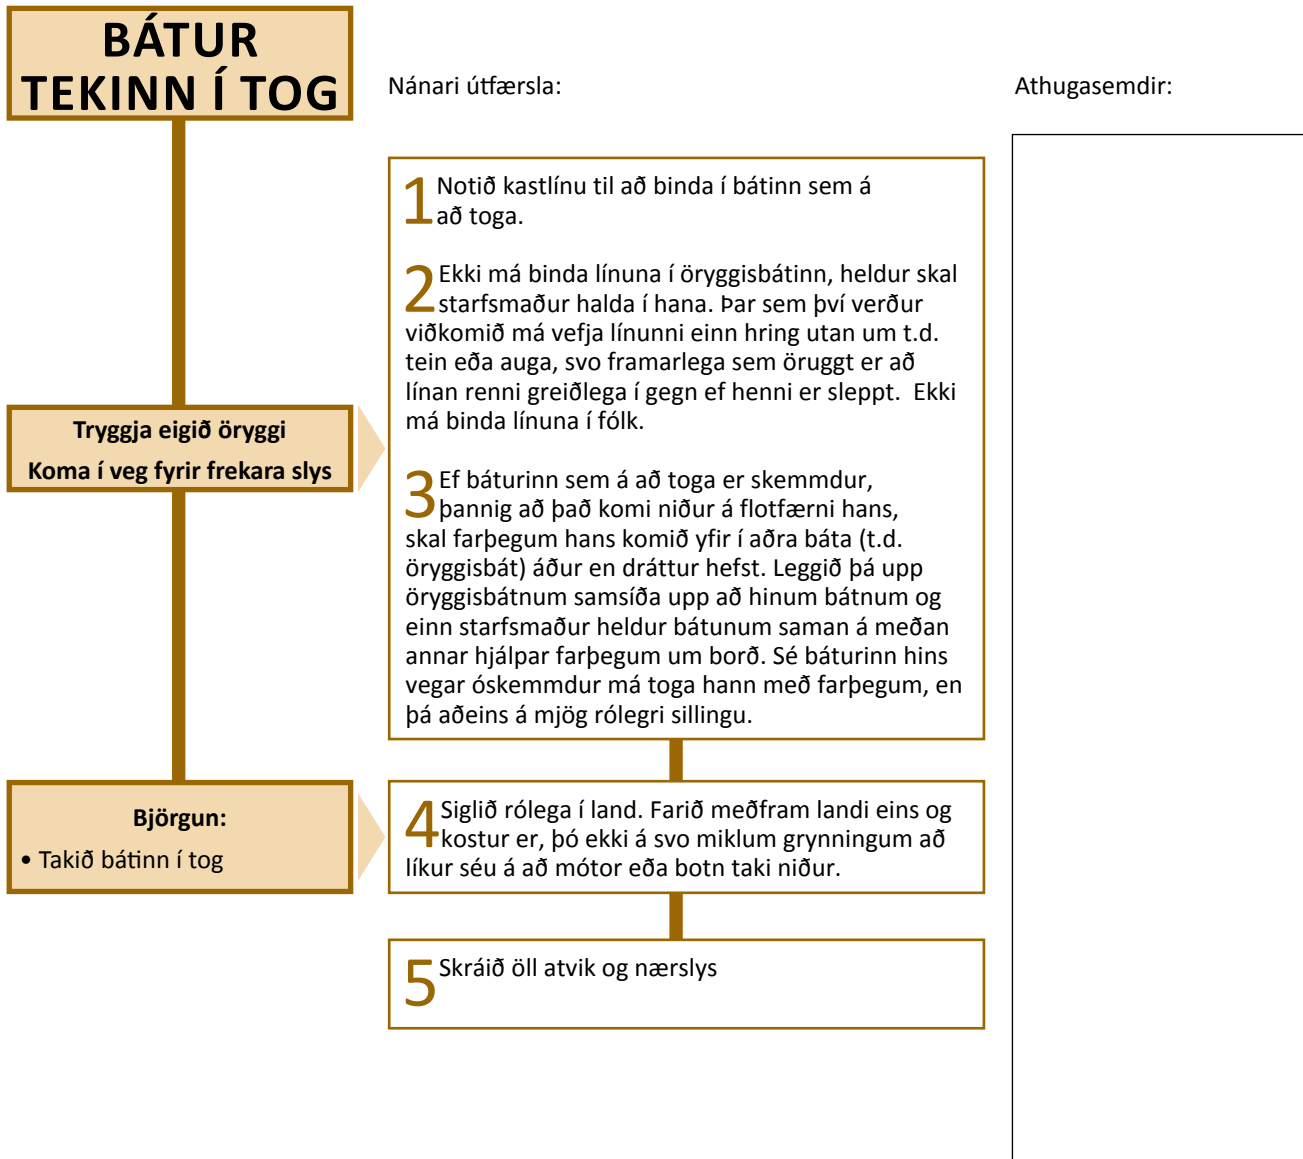 BÁTUR
TEKINN Í TOG
Nánari útfærsla:
Athugasemdir:
1 Notið kastlínu til að binda í bátinn sem á
að toga.
2 Ekki má binda línuna í öryggisbátinn, heldur skal
starfsmaður halda í hana. Þar sem því verður
viðkomið má vefja línunni einn hring utan um t.d.
tein eða auga, svo framarlega sem öruggt er að
línan renni greiðlega í gegn ef henni er sleppt. Ekki
má binda línuna í fólk.
Tryggja eigið öryggi
Koma í veg fyrir frekara slys
3 Ef báturinn sem á að toga er skemmdur,
þannig að það komi niður á flotfærni hans,
skal farþegum hans komið yfir í aðra báta (t.d.
öryggisbát) áður en dráttur hefst. Leggið þá upp
öryggisbátnum samsíða upp að hinum bátnum og
einn starfsmaður heldur bátunum saman á meðan
annar hjálpar farþegum um borð. Sé báturinn hins
vegar óskemmdur má toga hann með farþegum, en
þá aðeins á mjög rólegri sillingu.
Björgun:
• Takið bátinn í tog
4 Siglið rólega í land. Farið meðfram landi eins og
kostur er, þó ekki á svo miklum grynningum að
líkur séu á að mótor eða botn taki niður.
5 Skráið öll atvik og nærslys